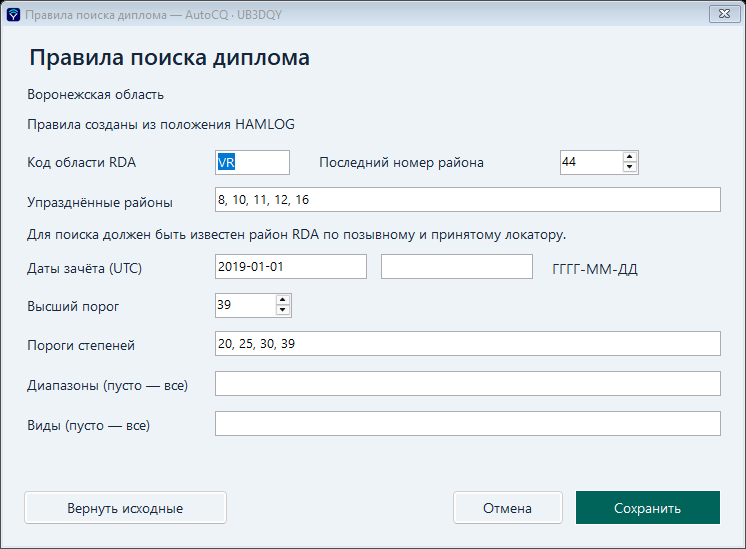 Правила поиска диплома — AutoCQ · UB3DQY
Правила поиска диплома
Воронежская область
Правила созданы из положения HAMLOG
Код области RDA VR Последний номер района 44
Упразднённые районы 8, 10, 11, 12, 16
Для поиска должен быть известен район RDA по позывному и принятому локатору.
Даты зачёта (UTC) 2019-01-01 ГГГГ-ММ-ДД
Высший порог 39
Пороги степеней 20, 25, 30, 39
Диапазоны (пусто — все)
Виды (пусто — все)
Вернуть исходные Отмена Сохранить